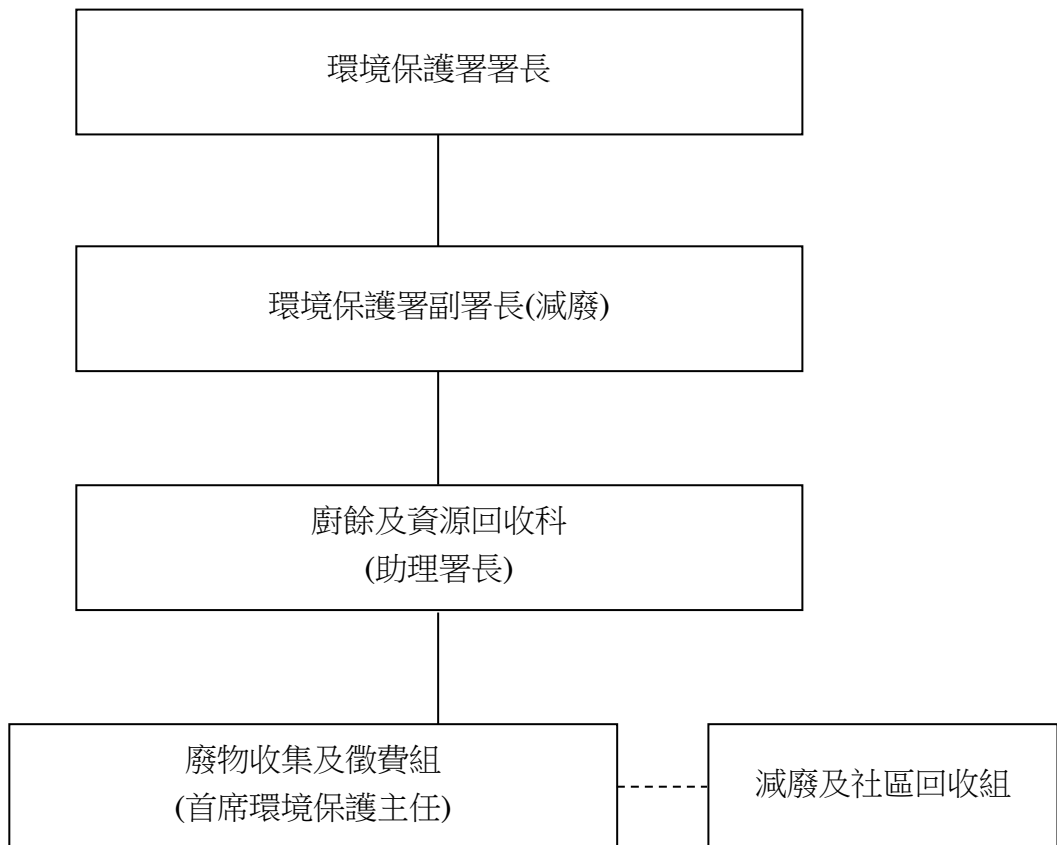 環境保護署署長
環境保護署副署長(減廢)
廚餘及資源回收科
(助理署長)
廢物收集及徵費組
(首席環境保護主任)
減廢及社區回收組